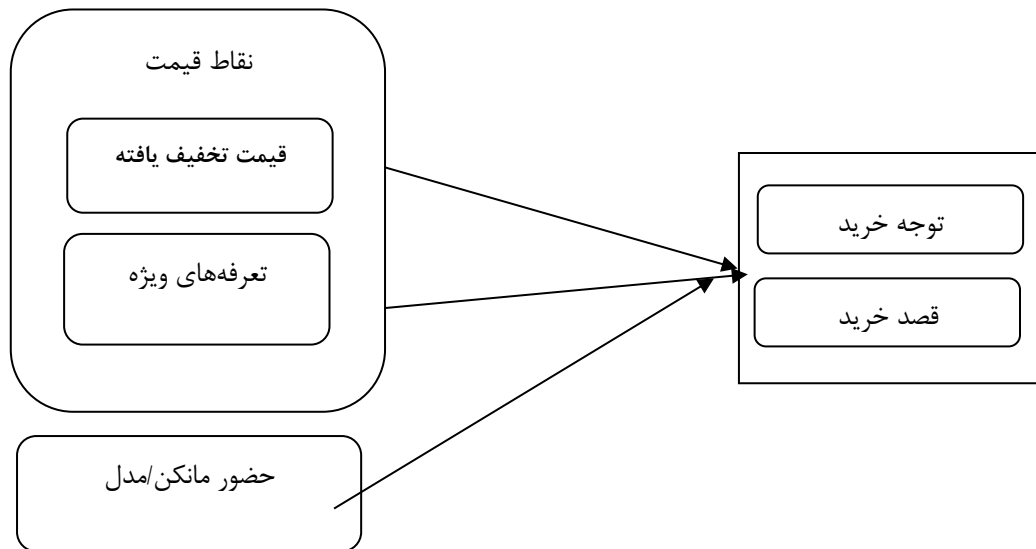 نقاط قیمت
قیمت تخفیف یافته
تعرفه‌های ویژه
حضور مانکن/مدل
توجه خرید
قصد خرید